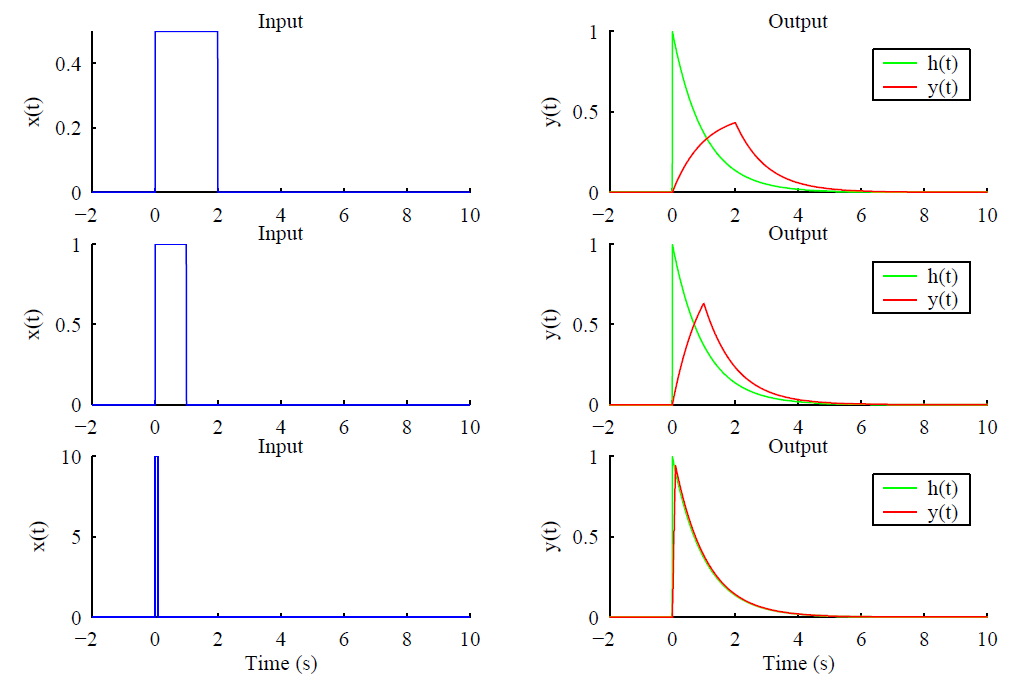 Input
x(t)
0.4
0.2
0
−2 0 2 4 6 8 10
Output
y(t)
1
0.5
0
−2 0 2 4 6 8 10
h(t)
y(t)
Input
x(t)
1
0.5
0
−2 0 2 4 6 8 10
Output
y(t)
1
0.5
0
−2 0 2 4 6 8 10
h(t)
y(t)
Input
x(t)
10
5
0
−2 0 2 4 6 8 10
Time (s)
Output
y(t)
1
0.5
0
−2 0 2 4 6 8 10
Time (s)
h(t)
y(t)